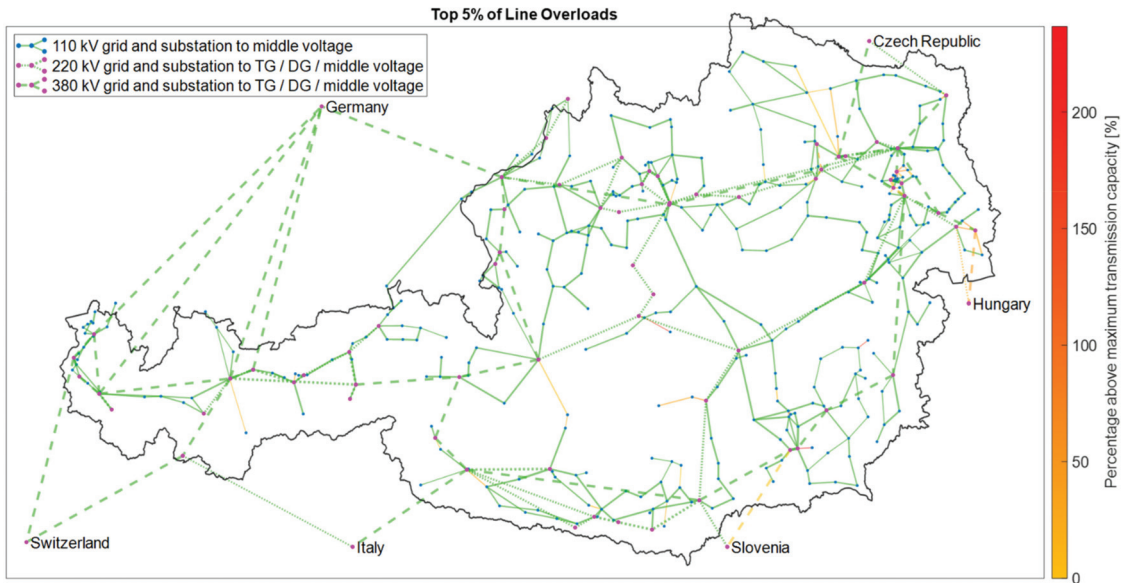 Top 5% of Line Overloads
110 kV grid and substation to middle voltage
220 kV grid and substation to TG / DG / middle voltage
380 kV grid and substation to TG / DG / middle voltage
Czech Republic
Germany
Hungary
Switzerland
Italy
Slovenia
200
150
100
50
0
Percentage above maximum transmission capacity [%]